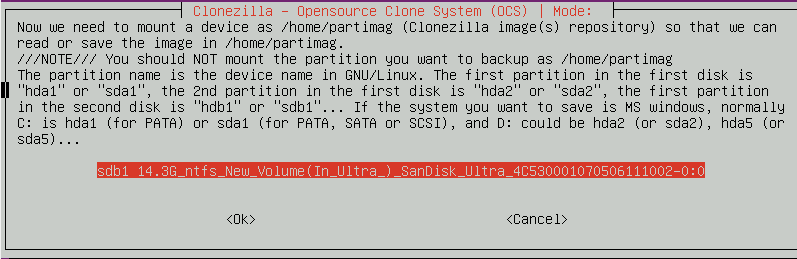 Clonezilla - Opensource Clone System (OCS) | Mode:
Now we need to mount a device as /home/partimag (Clonezilla image(s) repository) so that we can
read or save the image in /home/partimag.
///NOTE/// You should NOT mount the partition you want to backup as /home/partimag
The partition name is the device name in GNU/Linux. The first partition in the first disk is
"hda1" or "sda1", the 2nd partition in the first disk is "hda2" or "sda2", the first partition
in the second disk is "hdb1" or "sdb1"... If the system you want to save is MS windows, normally
C: is hda1 (for PATA) or sda1 (for PATA, SATA or SCSI), and D: could be hda2 (or sda2), hda5 (or
sda5)...
sdb1 14.3G_ntfs_New_Volume(In_Ultra_)_SanDisk_Ultra_4C530001070506111002-0:0
<Ok> <Cancel>